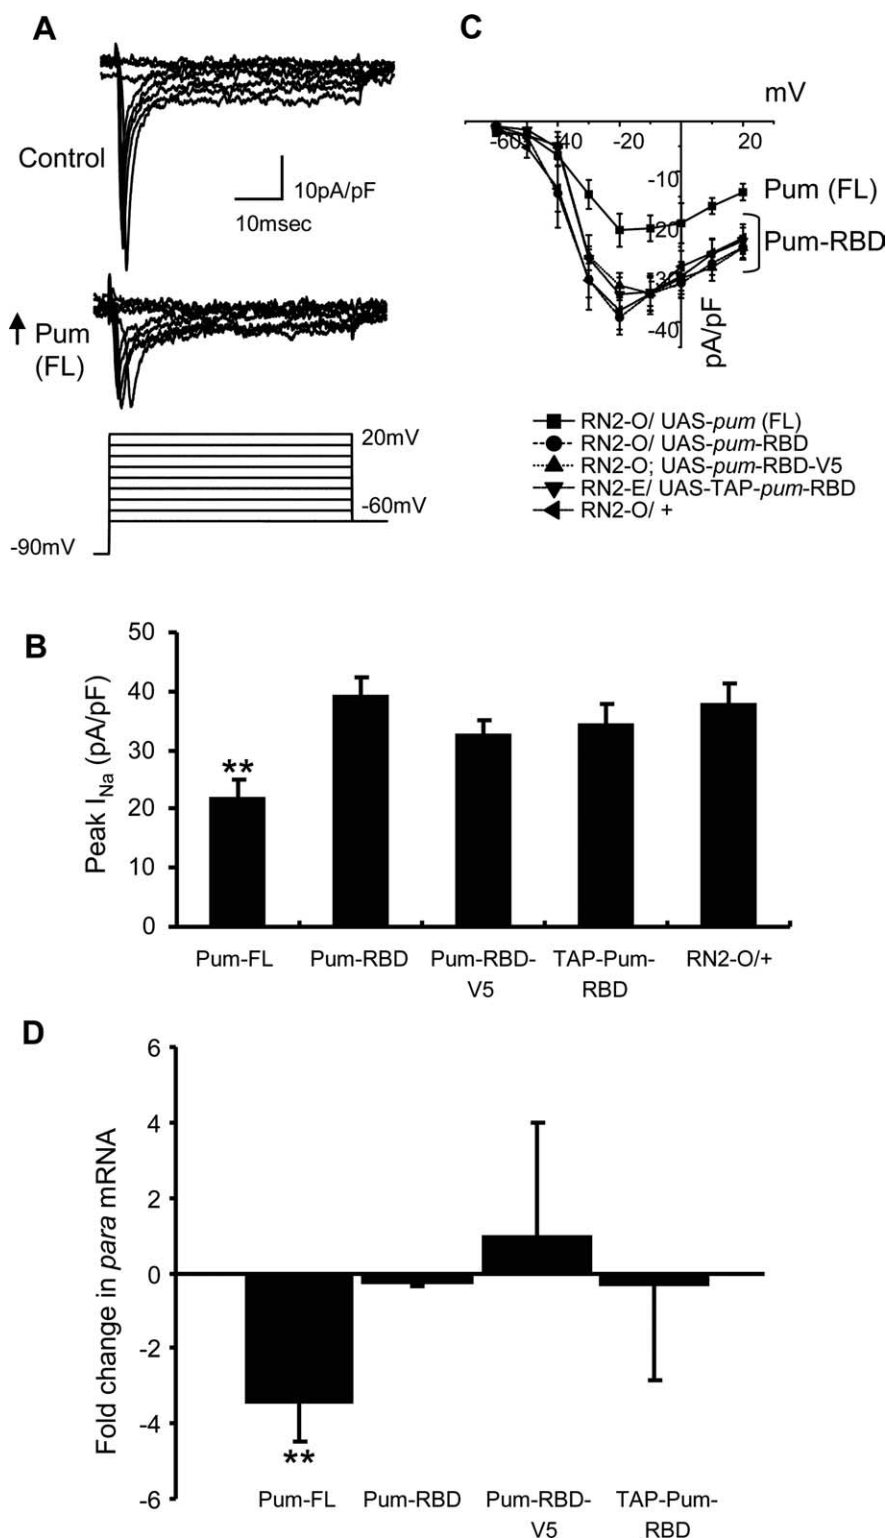 A
Control
10pA/pF
10msec
Pum
(FL)
20mV
-60mV
-90mV
C
mV
-60
-40
-20
20
-10
20
30
-40
pA/pF
Pum (FL)
Pum-RBD
RN2-O/ UAS-pum (FL)
RN2-O/ UAS-pum-RBD
RN2-O; UAS-pum-RBD-V5
RN2-E/ UAS-TAP-pum-RBD
RN2-O/ +
B
Peak INa (pA/pF)
50
40
30
20
10
0
**
Pum-FL
Pum-RBD
Pum-RBD-
V5
TAP-Pum-
RBD
RN2-O/+
D
Fold change in para mRNA
6
4
2
0
-2
-4
-6
**
Pum-FL
Pum-RBD
Pum-RBD-
V5
TAP-Pum-
RBD